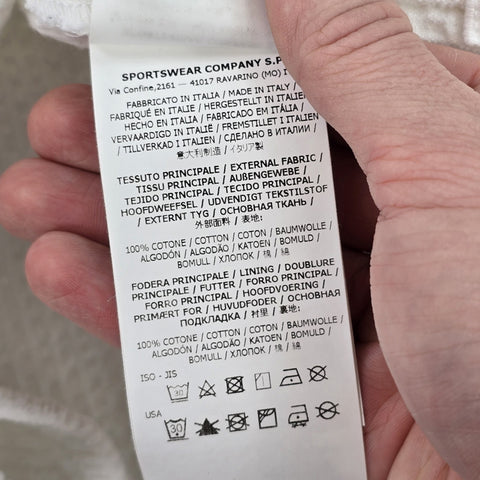 SPORTSWEAR COMPANY S.P
Via Confine,2161 — 41017 RAVARINO (MO) I
FABBRICATO IN ITALIA / MADE IN ITALY /
FABRIQUÉ EN ITALIE / HERGESTELLT IN ITALIEN
HECHO EN ITALIA / FABRICADO EM ITÁLIA /
VERVAARDIGD IN ITALIË / FREMSTILLET I ITALIEN
/ TILLVERKAD I ITALIEN / СДЕЛАНО В ИТАЛИИ /
意大利制造 / イタリア製
TESSUTO PRINCIPALE / EXTERNAL FABRIC /
TISSU PRINCIPAL / AUßENGEWEBE /
TEJIDO PRINCIPAL / TECIDO PRINCIPAL /
HOOFDWEEFSEL / UDVENDIGT TEKSTILSTOF
/ EXTERNT TYG / ОСНОВНАЯ ТКАНЬ /
外部面料 / 表地:
100% COTONE / COTTON / COTON / BAUMWOLLE /
ALGODÓN / ALGODÃO / KATOEN / BOMULD /
BOMULL / ХЛОПОК / 棉 / 綿
FODERA PRINCIPALE / LINING / DOUBLURE
PRINCIPALE / FUTTER / FORRO PRINCIPAL /
FORRO PRINCIPAL / HOOFDVOERING /
PRIMÆRT FOR / HUVUDFODER / ОСНОВНАЯ
ПОДКЛАДКА / 衬里 / 裏地:
100% COTONE / COTTON / COTON / BAUMWOLLE /
ALGODÓN / ALGODÃO / KATOEN / BOMULD /
BOMULL / ХЛОПОК / 棉 / 綿
ISO - JIS
30
USA
30